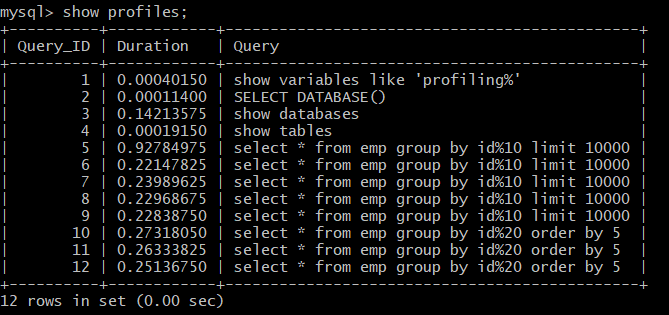 mysql> show profiles;
+----------+------------+---------------------------------------------+
| Query_ID | Duration   | Query                                       |
+----------+------------+---------------------------------------------+
|        1 | 0.00040150 | show variables like 'profiling%'            |
|        2 | 0.00011400 | SELECT DATABASE()                           |
|        3 | 0.14213575 | show databases                              |
|        4 | 0.00019150 | show tables                                 |
|        5 | 0.92784975 | select * from emp group by id%10 limit 10000 |
|        6 | 0.22147825 | select * from emp group by id%10 limit 10000 |
|        7 | 0.23989625 | select * from emp group by id%10 limit 10000 |
|        8 | 0.22968675 | select * from emp group by id%10 limit 10000 |
|        9 | 0.22838750 | select * from emp group by id%10 limit 10000 |
|       10 | 0.27318050 | select * from emp group by id%20 order by 5 |
|       11 | 0.26333825 | select * from emp group by id%20 order by 5 |
|       12 | 0.25136750 | select * from emp group by id%20 order by 5 |
+----------+------------+---------------------------------------------+
12 rows in set (0.00 sec)